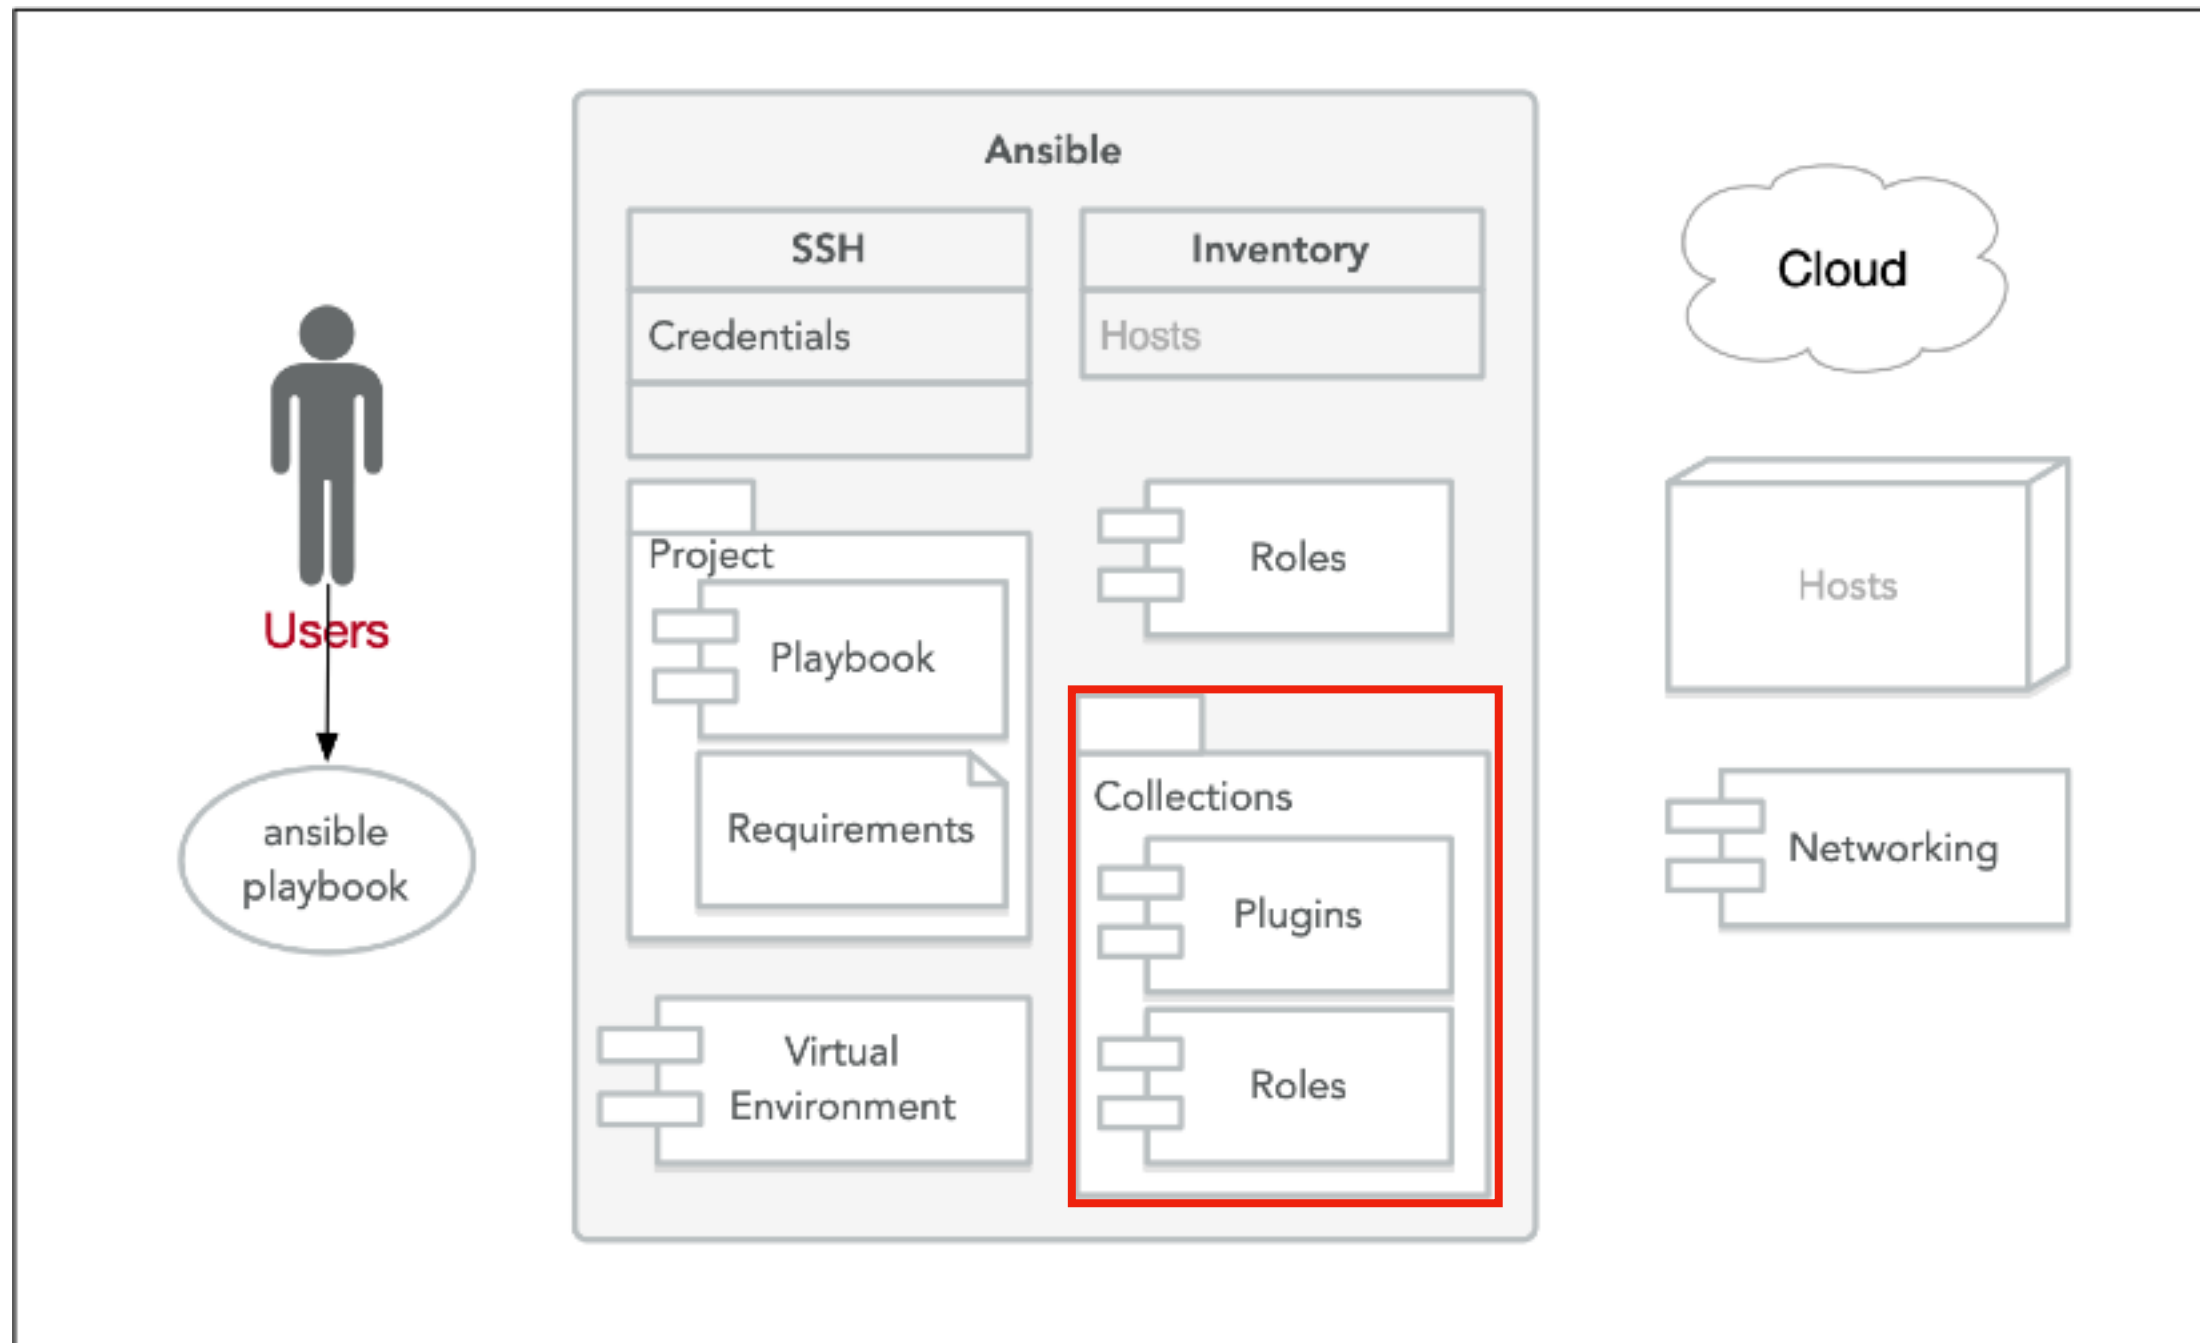 Ansible
SSH
Credentials
Inventory
Hosts
Users
ansible
playbook
Project
Playbook
Requirements
Virtual
Environment
Roles
Collections
Plugins
Roles
Cloud
Hosts
Networking